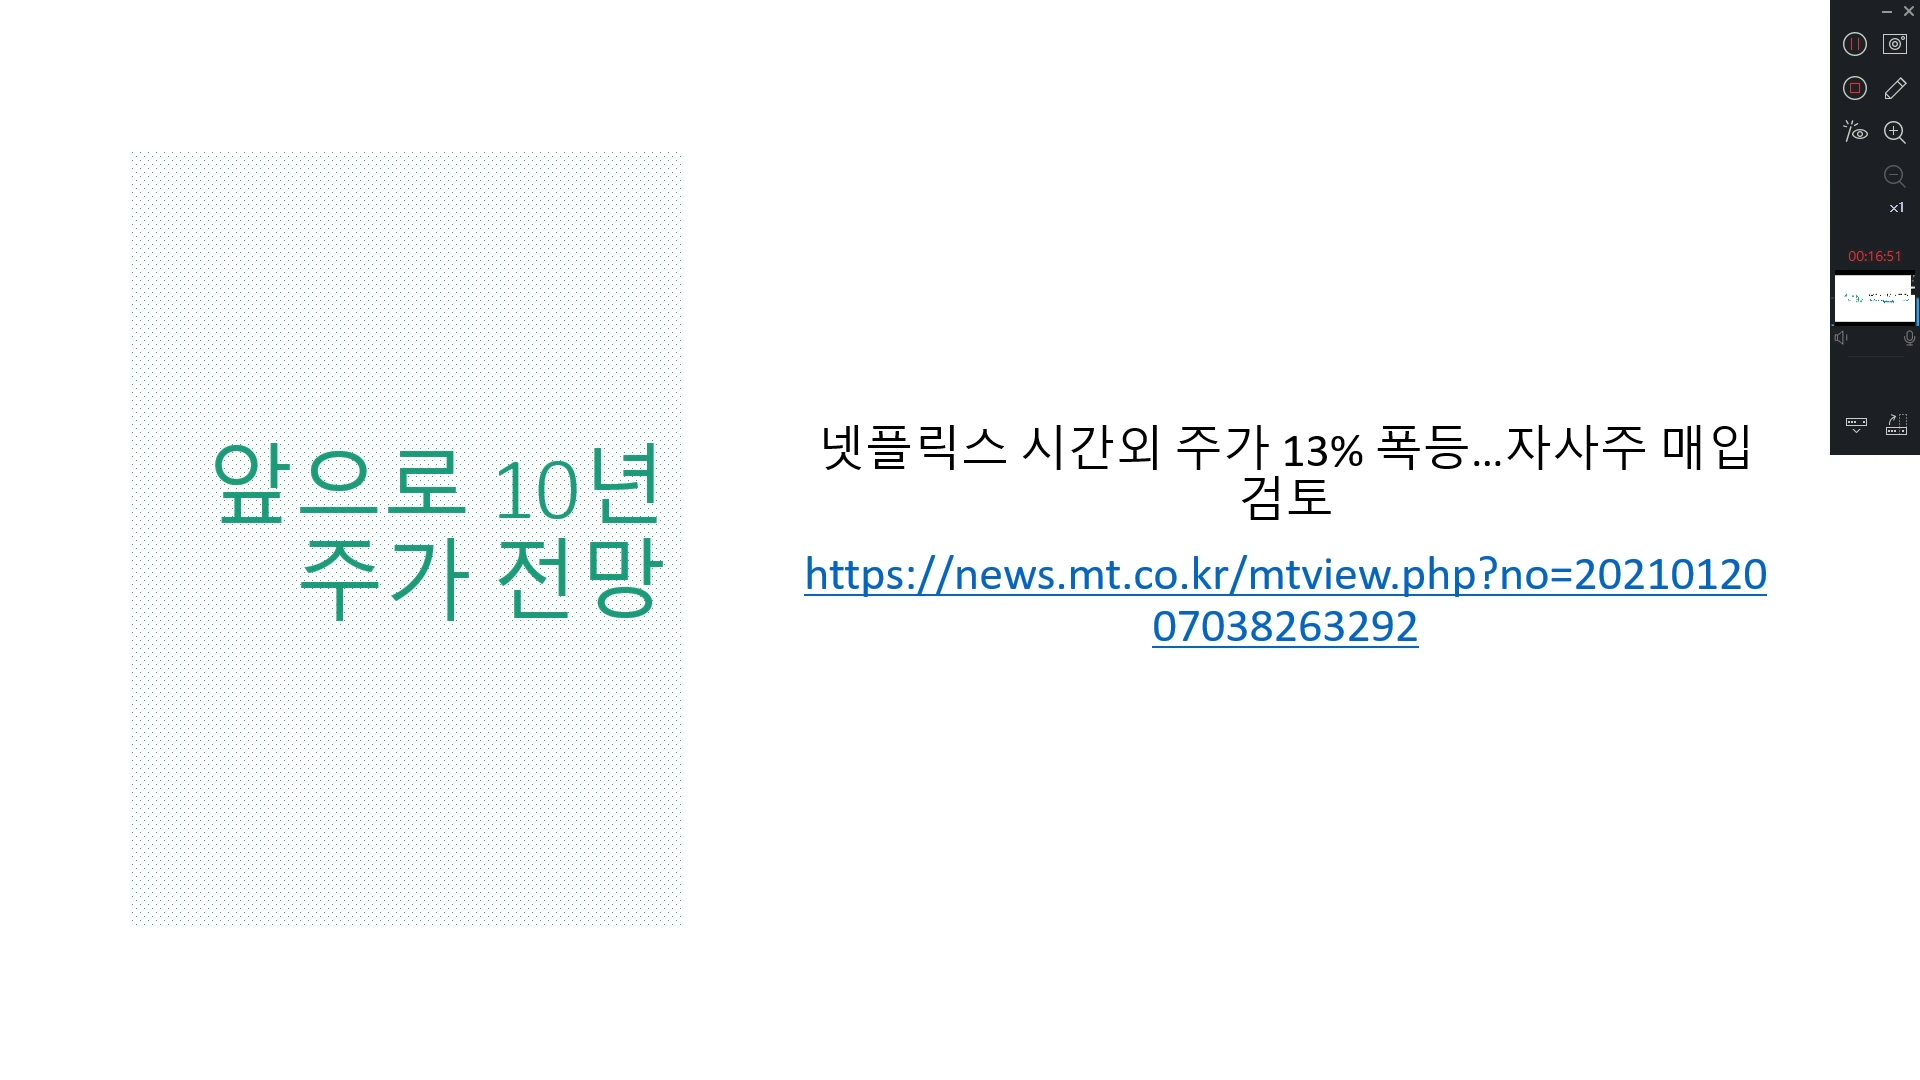 앞으로 10년
주가 전망
넷플릭스 시간외 주가 13% 폭등...자사주 매입
검토
https://news.mt.co.kr/mtview.php?no=20210120
07038263292
x1
00:16:51